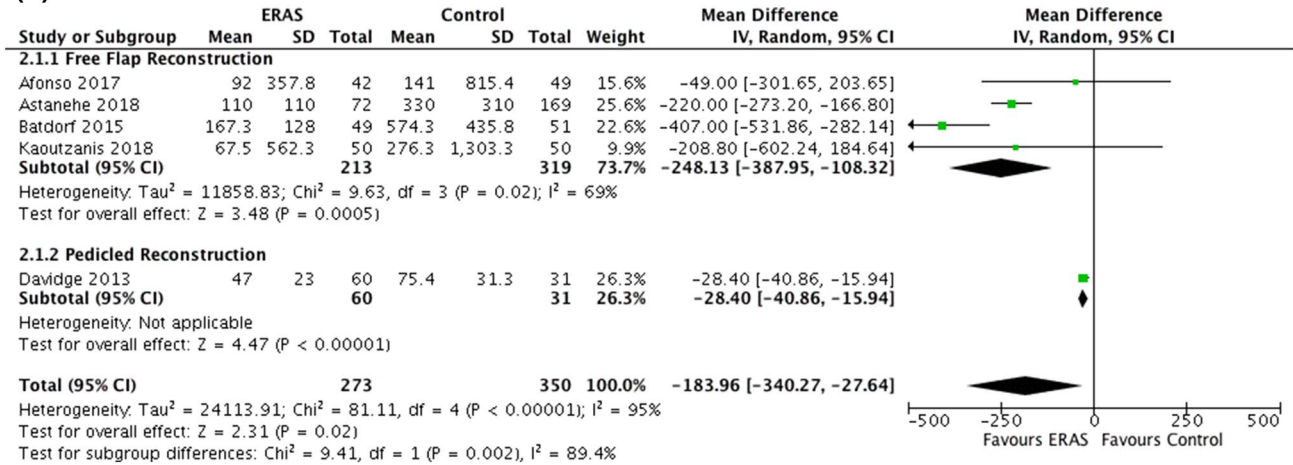 ERAS Control Mean Difference Mean Difference
Study or Subgroup Mean SD Total Mean SD Total Weight IV, Random, 95% CI IV, Random, 95% CI
2.1.1 Free Flap Reconstruction
Afonso 2017 92 357.8 42 141 815.4 49 15.6% -49.00 [-301.65, 203.65]
Astanehe 2018 110 110 72 330 310 169 25.6% -220.00 [-273.20, -166.80]
Batdorf 2015 167.3 128 49 574.3 435.8 51 22.6% -407.00 [-531.86, -282.14]
Kaoutzanis 2018 67.5 562.3 50 276.3 1,303.3 50 9.9% -208.80 [-602.24, 184.64]
Subtotal (95% CI) 213 319 73.7% -248.13 [-387.95, -108.32]
Heterogeneity: Tau² = 11858.83; Chi² = 9.63, df = 3 (P = 0.02); I² = 69%
Test for overall effect: Z = 3.48 (P = 0.0005)
2.1.2 Pedicled Reconstruction
Davidge 2013 47 23 60 75.4 31.3 31 26.3% -28.40 [-40.86, -15.94]
Subtotal (95% CI) 60 31 26.3% -28.40 [-40.86, -15.94]
Heterogeneity: Not applicable
Test for overall effect: Z = 4.47 (P < 0.00001)
Total (95% CI) 273 350 100.0% -183.96 [-340.27, -27.64]
Heterogeneity: Tau² = 24113.91; Chi² = 81.11, df = 4 (P < 0.00001); I² = 95%
Test for overall effect: Z = 2.31 (P = 0.02)
Test for subgroup differences: Chi² = 9.41, df = 1 (P = 0.002), I² = 89.4%
-500 -250 0 250 500
Favours ERAS Favours Control